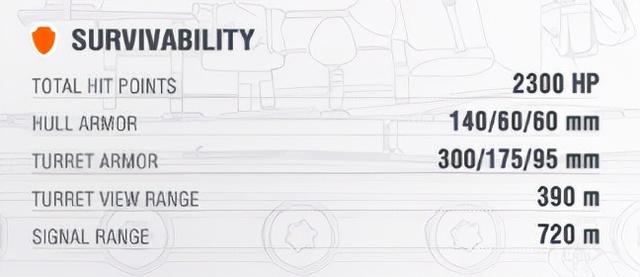 SURVIVABILITY
TOTAL HIT POINTS 2300 HP
HULL ARMOR 140/60/60 mm
TURRET ARMOR 300/175/95 mm
TURRET VIEW RANGE 390 m
SIGNAL RANGE 720 m